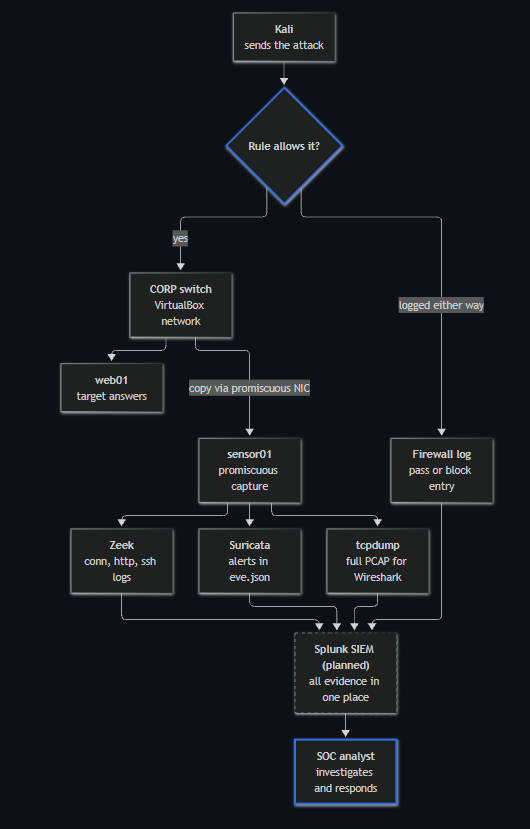 Kali
sends the attack
Rule allows it?
yes
CORP switch
VirtualBox
network
logged either way
web01
target answers
copy via promiscuous NIC
sensor01
promiscuous
capture
Firewall log
pass or block
entry
Zeek
conn, http, ssh
logs
Suricata
alerts in
eve.json
tcpdump
full PCAP for
Wireshark
Splunk SIEM
(planned)
all evidence in
one place
SOC analyst
investigates
and responds